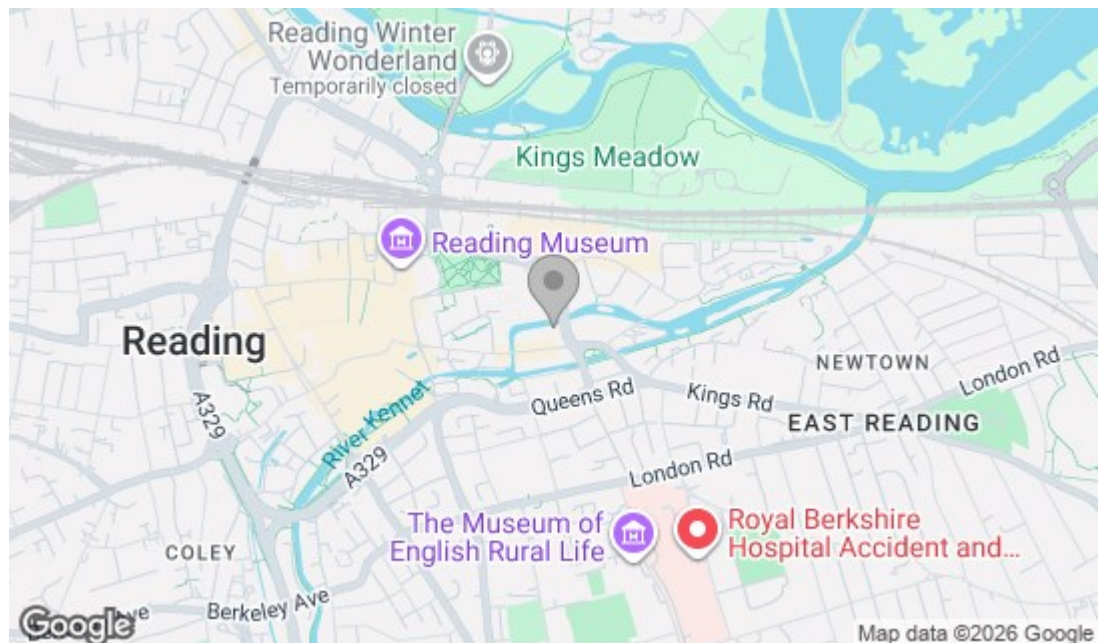 Reading Winter
Wonderland
Temporarily closed
Kings Meadow
Reading Museum
Reading
NEWTOWN
London Rd
River Kennet
Queens Rd
Kings Rd
A329
EAST READING
A329
London Rd
The Museum of
English Rural Life
Royal Berkshire
Hospital Accident and...
COLEY
Berkeley Ave
Ave
Google
Map data ©2026 Google